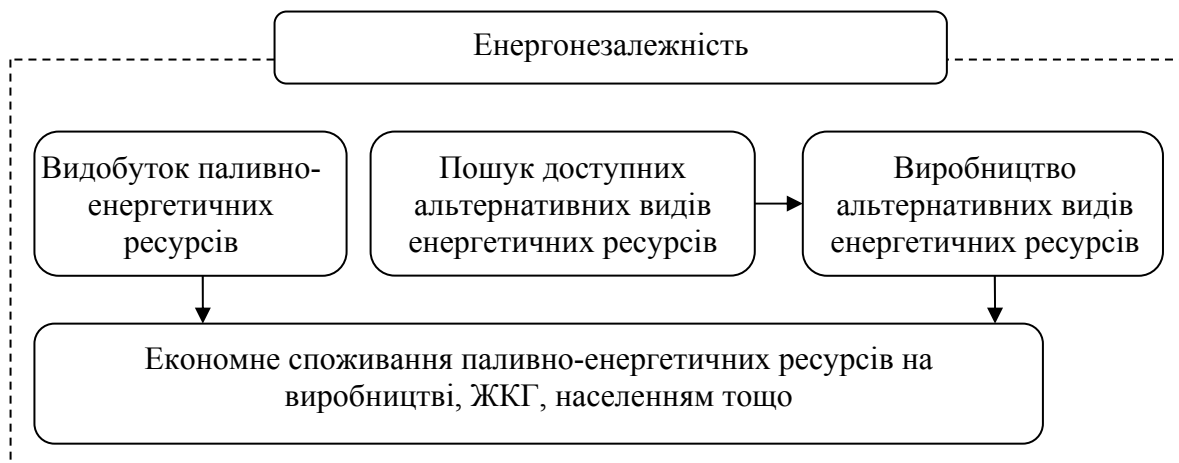 Енергонезалежність
Видобуток паливно-
енергетичних
ресурсів
Пошук доступних
альтернативних видів
енергетичних ресурсів
Виробництво
альтернативних видів
енергетичних ресурсів
Економне споживання паливно-енергетичних ресурсів на
виробництві, ЖКГ, населенням тощо